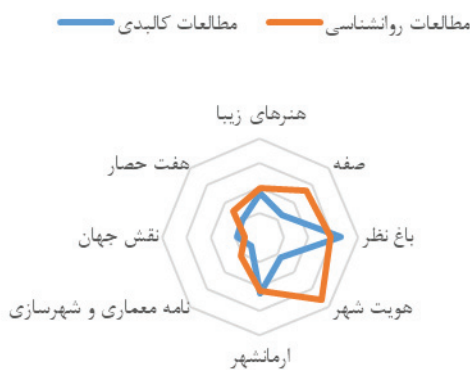 مطالعات روانشناسی
مطالعات کالبدی
هنرهای زیبا
صفه
باغ نظر
هویت شهر
ارمانشهر
نامه معماری و شهرسازی
نقش جهان
هفت حصار